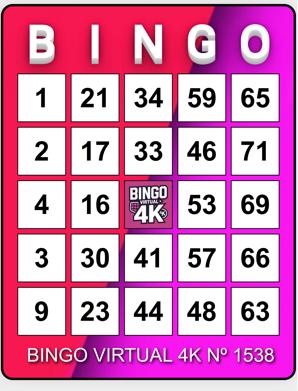 B I N G O
1 21 34 59 65
2 17 33 46 71
4 16 BINGO VIRTUAL 4K 53 69
3 30 41 57 66
9 23 44 48 63
BINGO VIRTUAL 4K Nº 1538